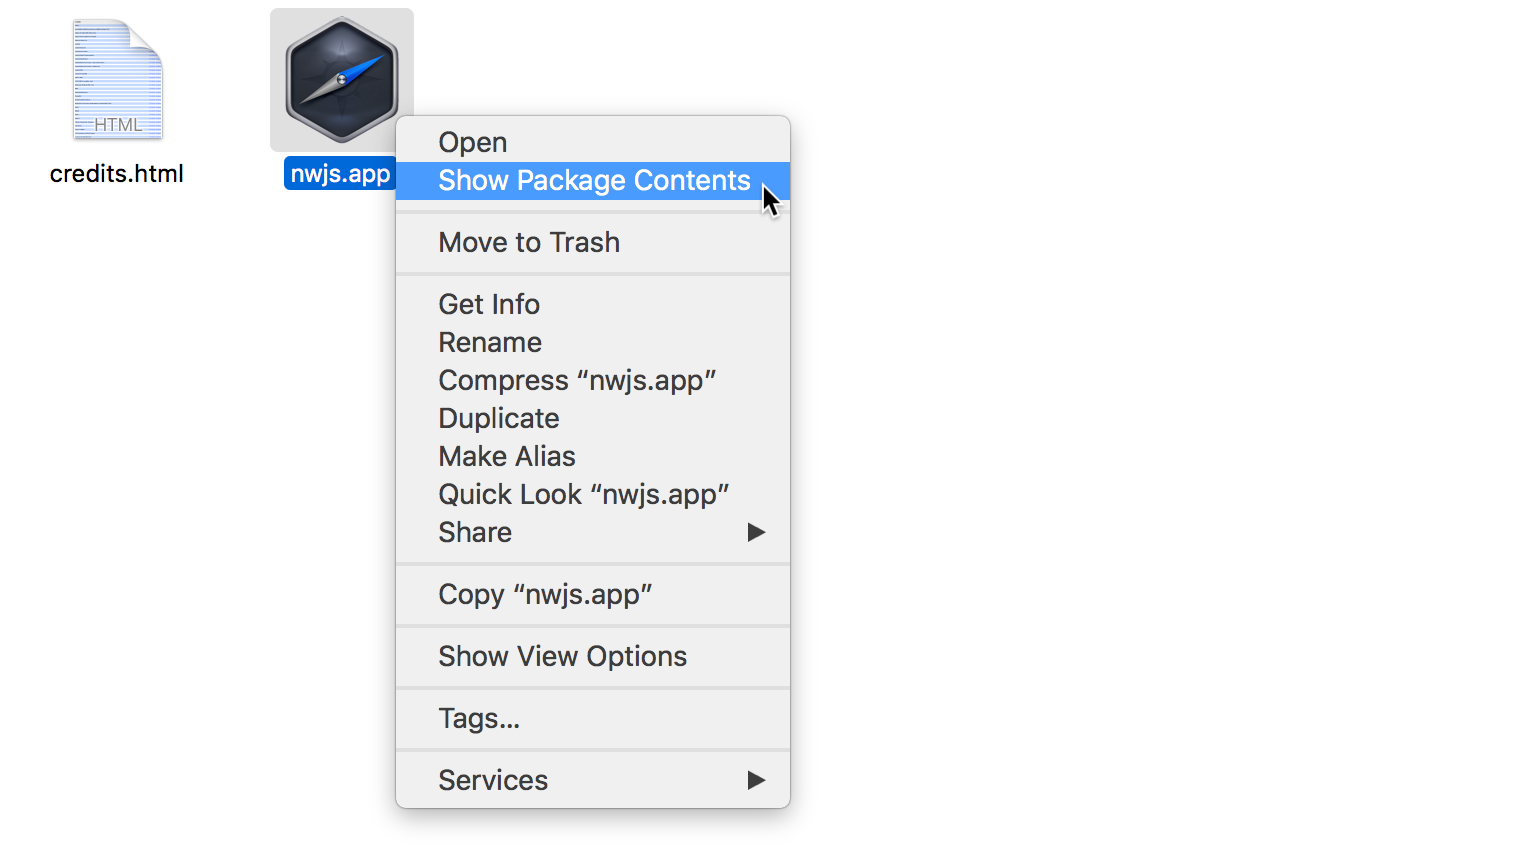 HTML
credits.html
nwjs.app
Open
Show Package Contents
Move to Trash
Get Info
Rename
Compress “nwjs.app”
Duplicate
Make Alias
Quick Look “nwjs.app”
Share
Copy “nwjs.app”
Show View Options
Tags...
Services